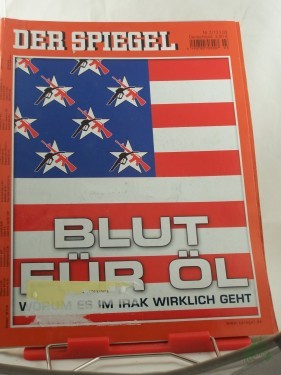 DER SPIEGEL
BLUT
FÜR ÖL
WORUM ES IM IRAK WIRKLICH GEHT